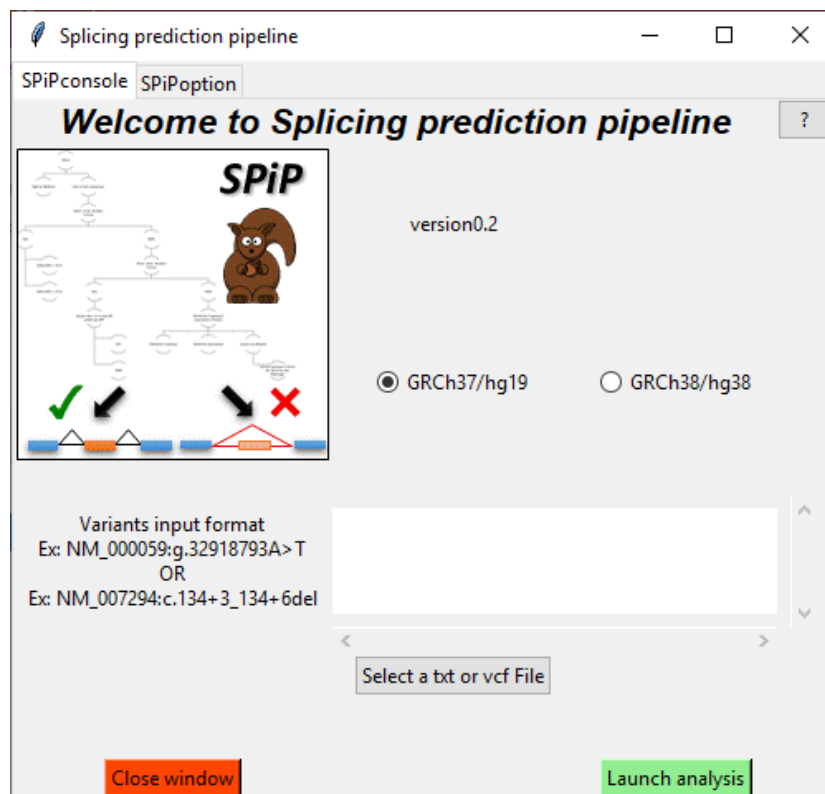 Splicing prediction pipeline
SPiPconsole
SPiPoption
Welcome to Splicing prediction pipeline
?
SPiP
version0.2
GRCh37/hg19
GRCh38/hg38
Variants input format
Ex: NM_000059:g.32918793A>T
OR
Ex: NM_007294:c.134+3_134+6del
Select a txt or vcf File
Close window
Launch analysis